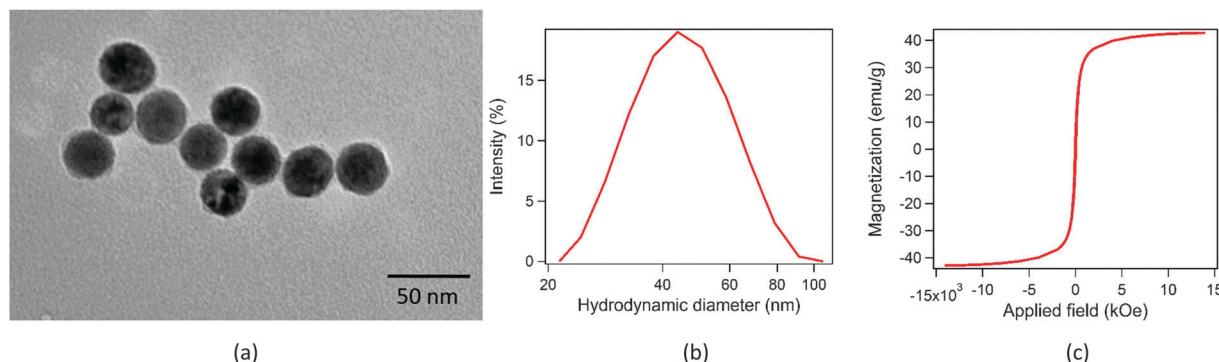 50 nm
(a)
Intensity (%)
15
10
5
0
20
40
60
80
100
Hydrodynamic diameter (nm)
(b)
Magnetization (emu/g)
40
30
20
10
0
-10
-20
-30
-40
-15x10³
-10
-5
0
5
10
15
Applied field (kOe)
(c)